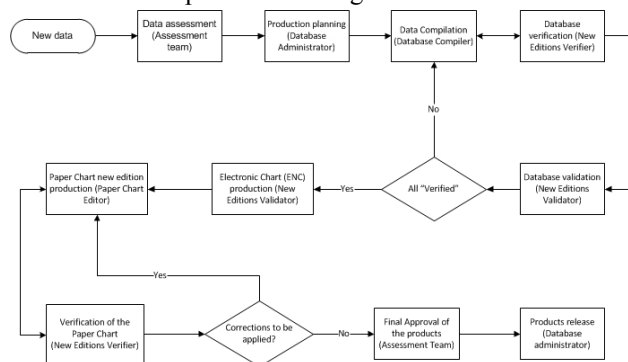 New data
Data assessment
(Assessment
team)
Production planning
(Database
Administrator)
Data Compilation
(Database Compiler)
Database
verification (New
Editions Verifier)
No
Paper Chart new edition
production (Paper Chart
Editor)
Electronic Chart (ENC)
production (New
Editions Validator)
Yes
All "Verified"
Database validation
(New Editions
Validator)
Yes
Verification of the
Paper Chart
(New Editions Verifier)
Corrections to be
applied?
No
Final Approval of
the products
(Assessment Team)
Products release
(Database
administrator)